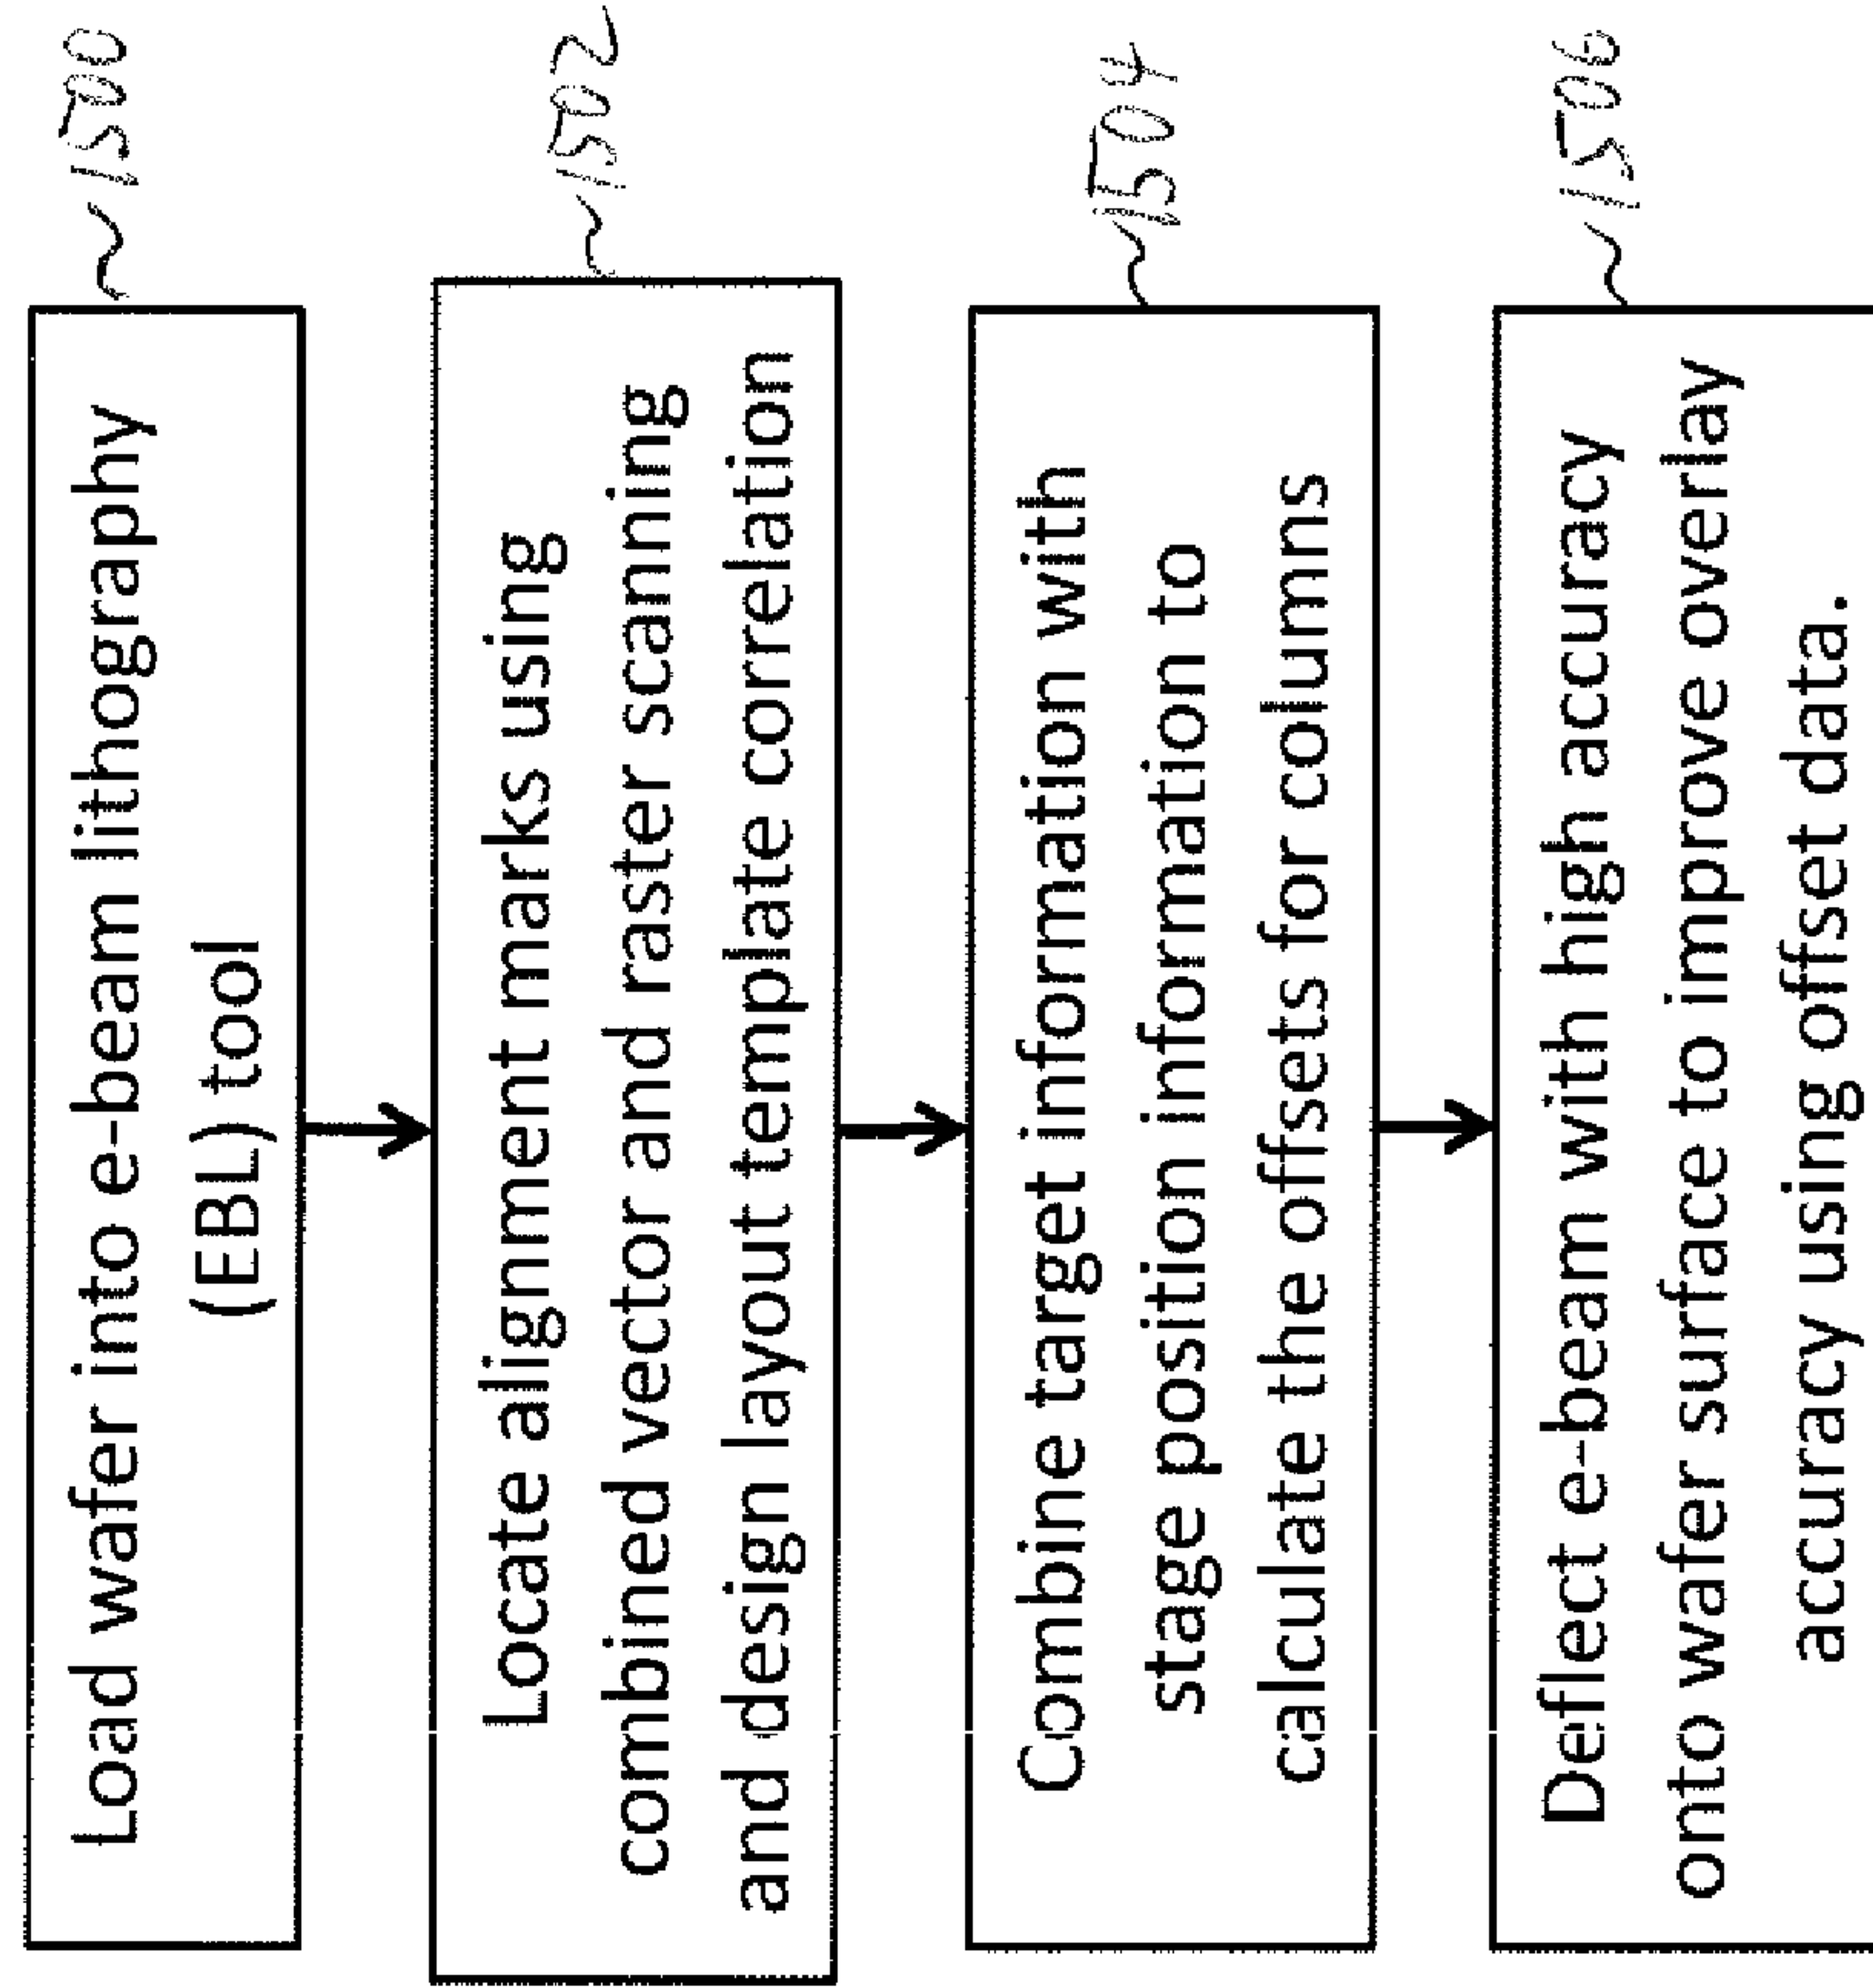 Load wafer into e-beam lithography
(EBL) tool
1500
Locate alignment marks using
combined vector and raster scanning
and design layout template correlation
1502
Combine target information with
stage position information to
calculate the offsets for columns
1504
Deflect e-beam with high accuracy
onto wafer surface to improve overlay
accuracy using offset data.
1506